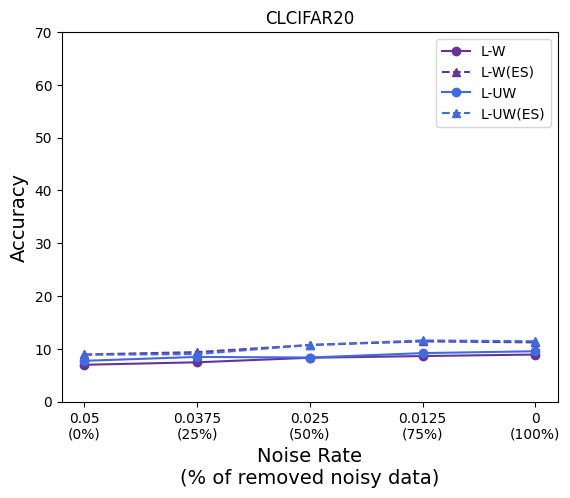 CLCIFAR20
L-W
L-W(ES)
L-UW
L-UW(ES)
Accuracy
70
60
50
40
30
20
10
0
0.05 0.0375 0.025 0.0125 0
(0%) (25%) (50%) (75%) (100%)
Noise Rate
(% of removed noisy data)